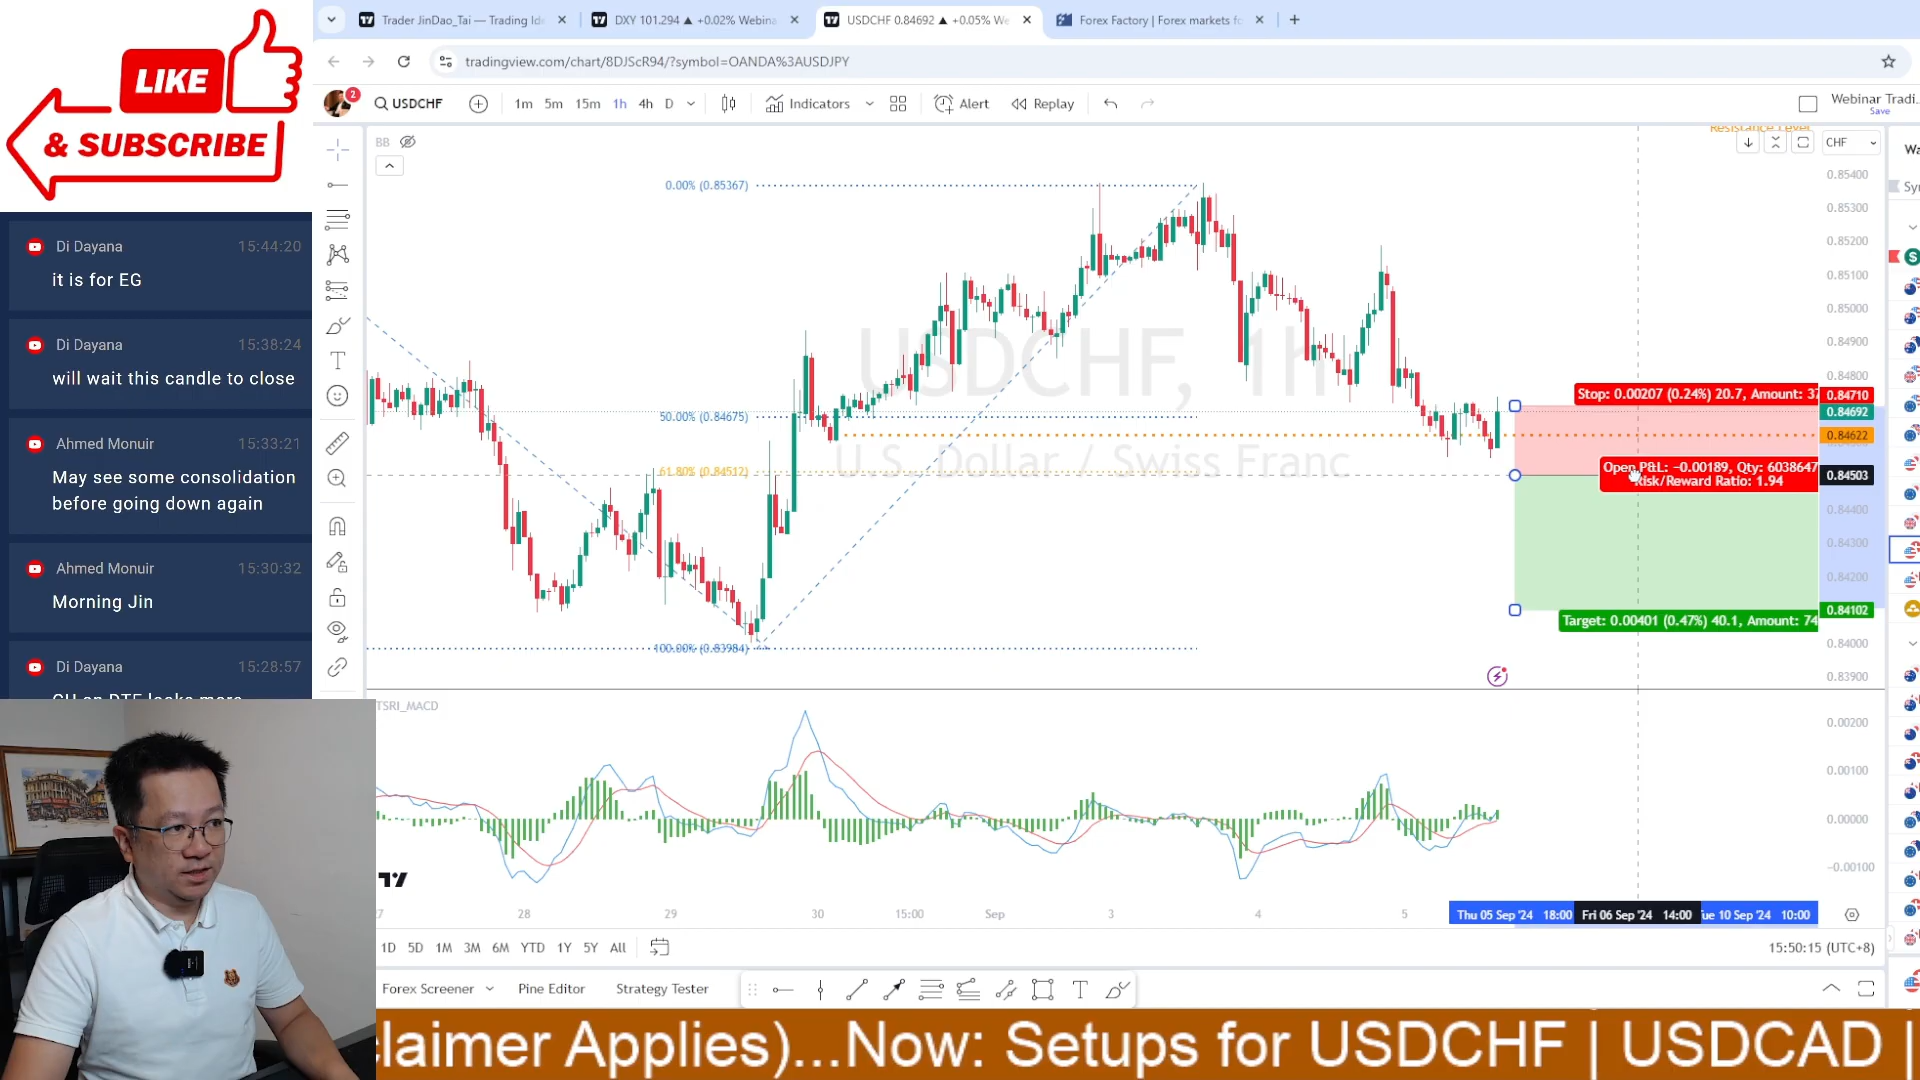 LIKE
& SUBSCRIBE
Di Dayana 15:44:20
it is for EG
Di Dayana 15:38:24
will wait this candle to close
Ahmed Monuir 15:33:21
May see some consolidation
before going down again
Ahmed Monuir 15:30:32
Morning Jin
Di Dayana 15:28:57
Trader JinDao_Tai — Trading Ide
DXY 101.294 ▲ +0.02% Webina
USDCHF 0.84692 ▲ +0.05% We
Forex Factory | Forex markets fo
tradingview.com/chart/8DJScR94/?symbol=OANDA%3AUSDJPY
2
USDCHF
1m 5m 15m 1h 4h D
Indicators
Alert
Replay
Webinar Tradi...
Save
BB
Resistance Level
CHF
Wa
Sy
0.85400
0.85300
0.85200
0.85100
0.85000
0.84900
0.84800
0.84710
0.84692
0.84622
0.84503
0.84400
0.84300
0.84200
0.84102
0.84000
0.83900
0.00% (0.85367)
50.00% (0.84675)
61.80% (0.84512)
100.00% (0.83984)
USDCHF, 1h
U.S. Dollar / Swiss Franc
Stop: 0.00207 (0.24%) 20.7, Amount: 37
Open P&L: −0.00189, Qty: 6038647
Risk/Reward Ratio: 1.94
Target: 0.00401 (0.47%) 40.1, Amount: 74
TSRI_MACD
0.00200
0.00100
0.00000
−0.00100
27 28 29 30 15:00 Sep 3 4 5
Thu 05 Sep '24 18:00
Fri 06 Sep '24 14:00
Tue 10 Sep '24 10:00
1D 5D 1M 3M 6M YTD 1Y 5Y All
15:50:15 (UTC+8)
Forex Screener
Pine Editor
Strategy Tester
claimer Applies)...Now: Setups for USDCHF | USDCAD |